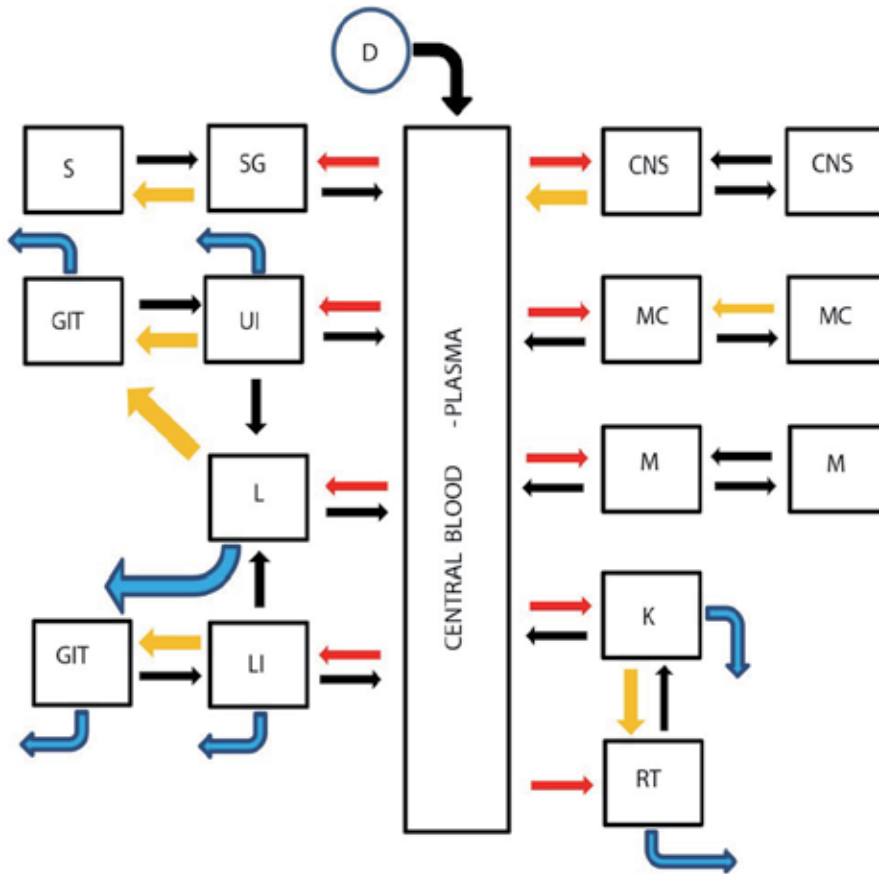 D
S SG CNS CNS
GIT UI MC MC
L M M
K
GIT LI
RT
CENTRAL BLOOD -PLASMA